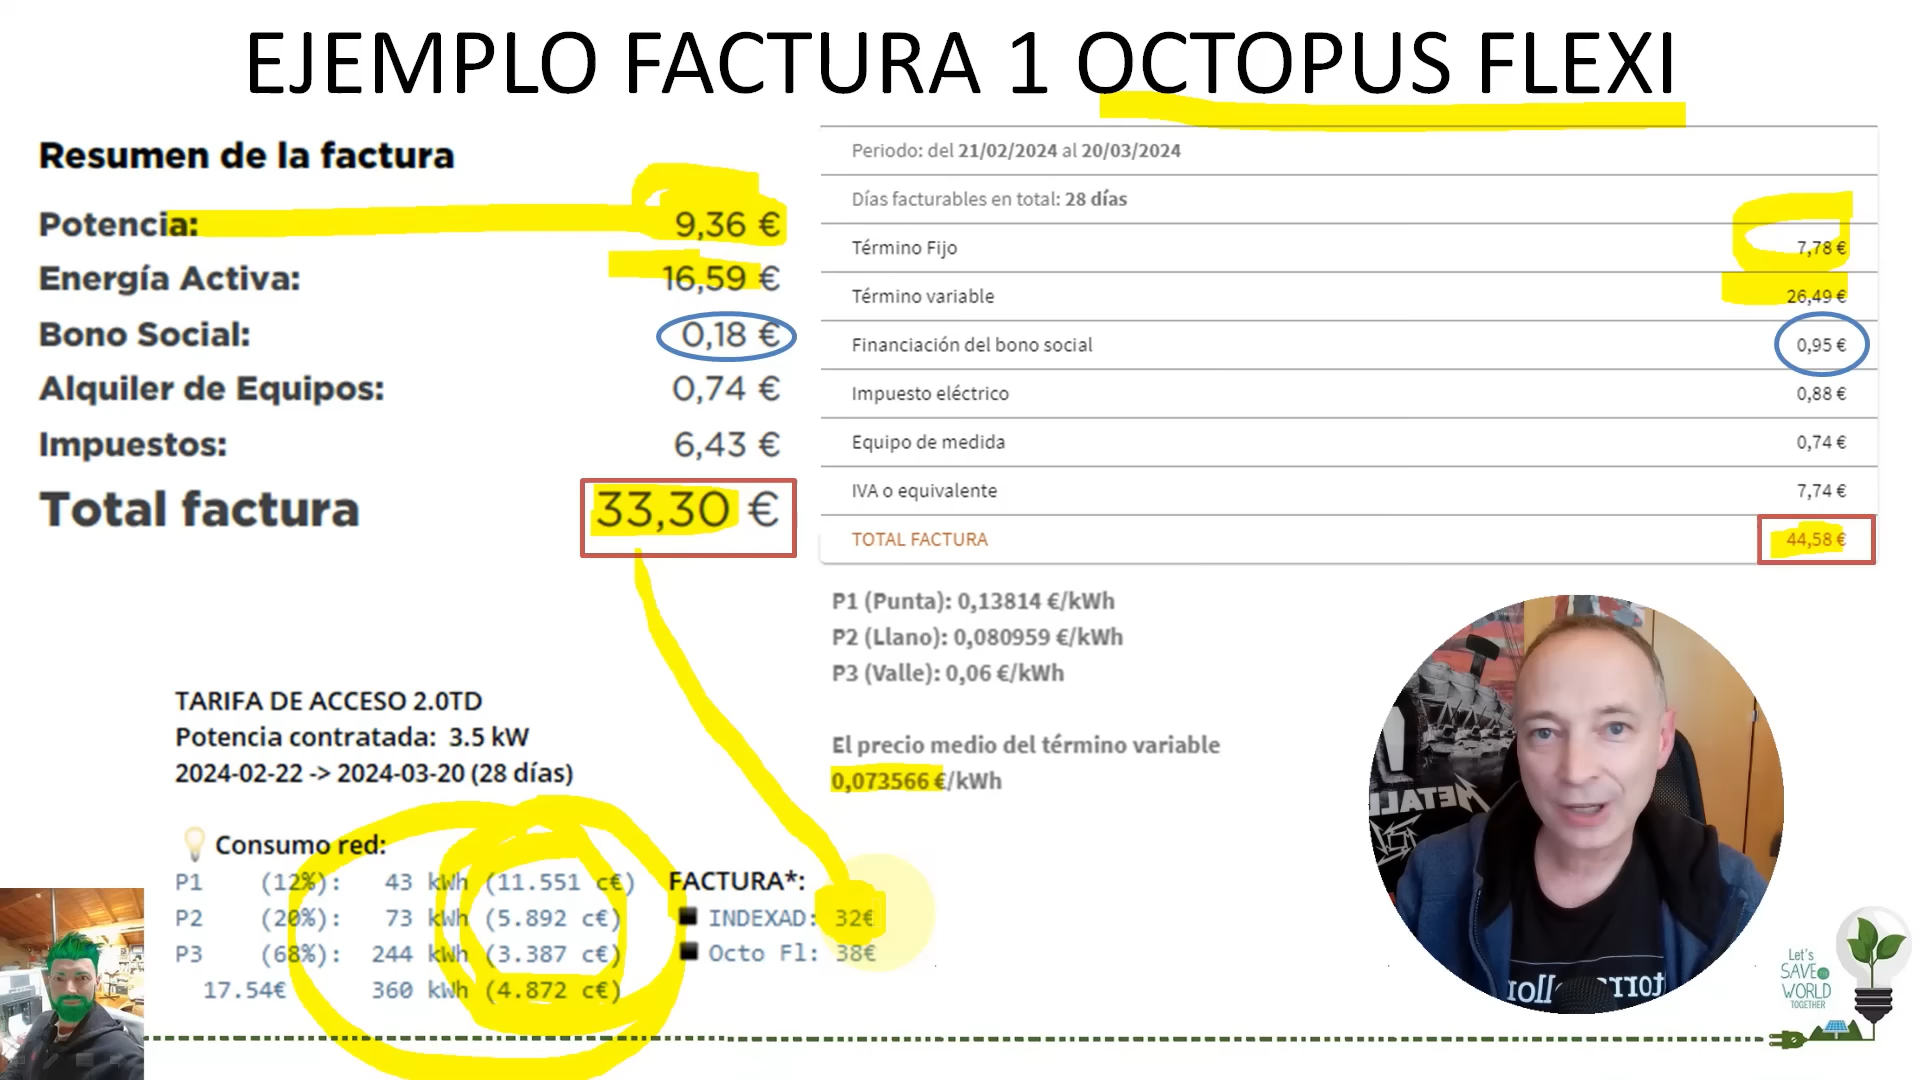 EJEMPLO FACTURA 1 OCTOPUS FLEXI
Resumen de la factura
Potencia: 9,36 €
Energía Activa: 16,59 €
Bono Social: 0,18 €
Alquiler de Equipos: 0,74 €
Impuestos: 6,43 €
Total factura 33,30 €
Periodo: del 21/02/2024 al 20/03/2024
Días facturables en total: 28 días
Término Fijo 7,78 €
Término variable 26,49 €
Financiación del bono social 0,95 €
Impuesto eléctrico 0,88 €
Equipo de medida 0,74 €
IVA o equivalente 7,74 €
TOTAL FACTURA 44,58 €
P1 (Punta): 0,13814 €/kWh
P2 (Llano): 0,080959 €/kWh
P3 (Valle): 0,06 €/kWh
El precio medio del término variable
0,073566 €/kWh
TARIFA DE ACCESO 2.0TD
Potencia contratada: 3.5 kW
2024-02-22 -> 2024-03-20 (28 días)
Consumo red:
P1 (12%): 43 kWh (11.551 c€)
P2 (20%): 73 kWh (5.892 c€)
P3 (68%): 244 kWh (3.387 c€)
17.54€ 360 kWh (4.872 c€)
FACTURA*:
INDEXAD: 32€
Octo Fl: 38€
Let's
SAVE THE
WORLD
TOGETHER